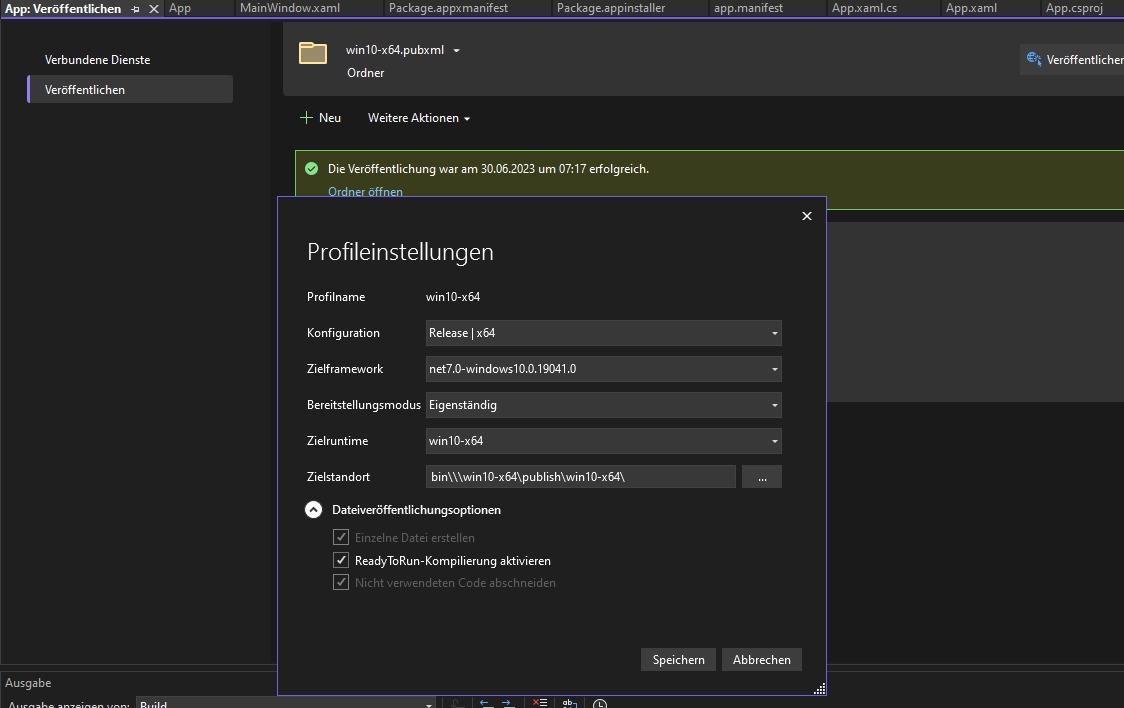 App: Veröffentlichen
App
MainWindow.xaml
Package.appxmanifest
Package.appinstaller
app.manifest
App.xaml.cs
App.xaml
App.csproj
Verbundene Dienste
Veröffentlichen
win10-x64.pubxml
Ordner
Veröffentlichen
Neu
Weitere Aktionen
Die Veröffentlichung war am 30.06.2023 um 07:17 erfolgreich.
Ordner öffnen
Profileinstellungen
Profilname win10-x64
Konfiguration Release | x64
Zielframework net7.0-windows10.0.19041.0
Bereitstellungsmodus Eigenständig
Zielruntime win10-x64
Zielstandort bin\\\win10-x64\publish\win10-x64\ ...
Dateiveröffentlichungsoptionen
Einzelne Datei erstellen
ReadyToRun-Kompilierung aktivieren
Nicht verwendeten Code abschneiden
Speichern Abbrechen
Ausgabe
Ausgabe anzeigen von: Build